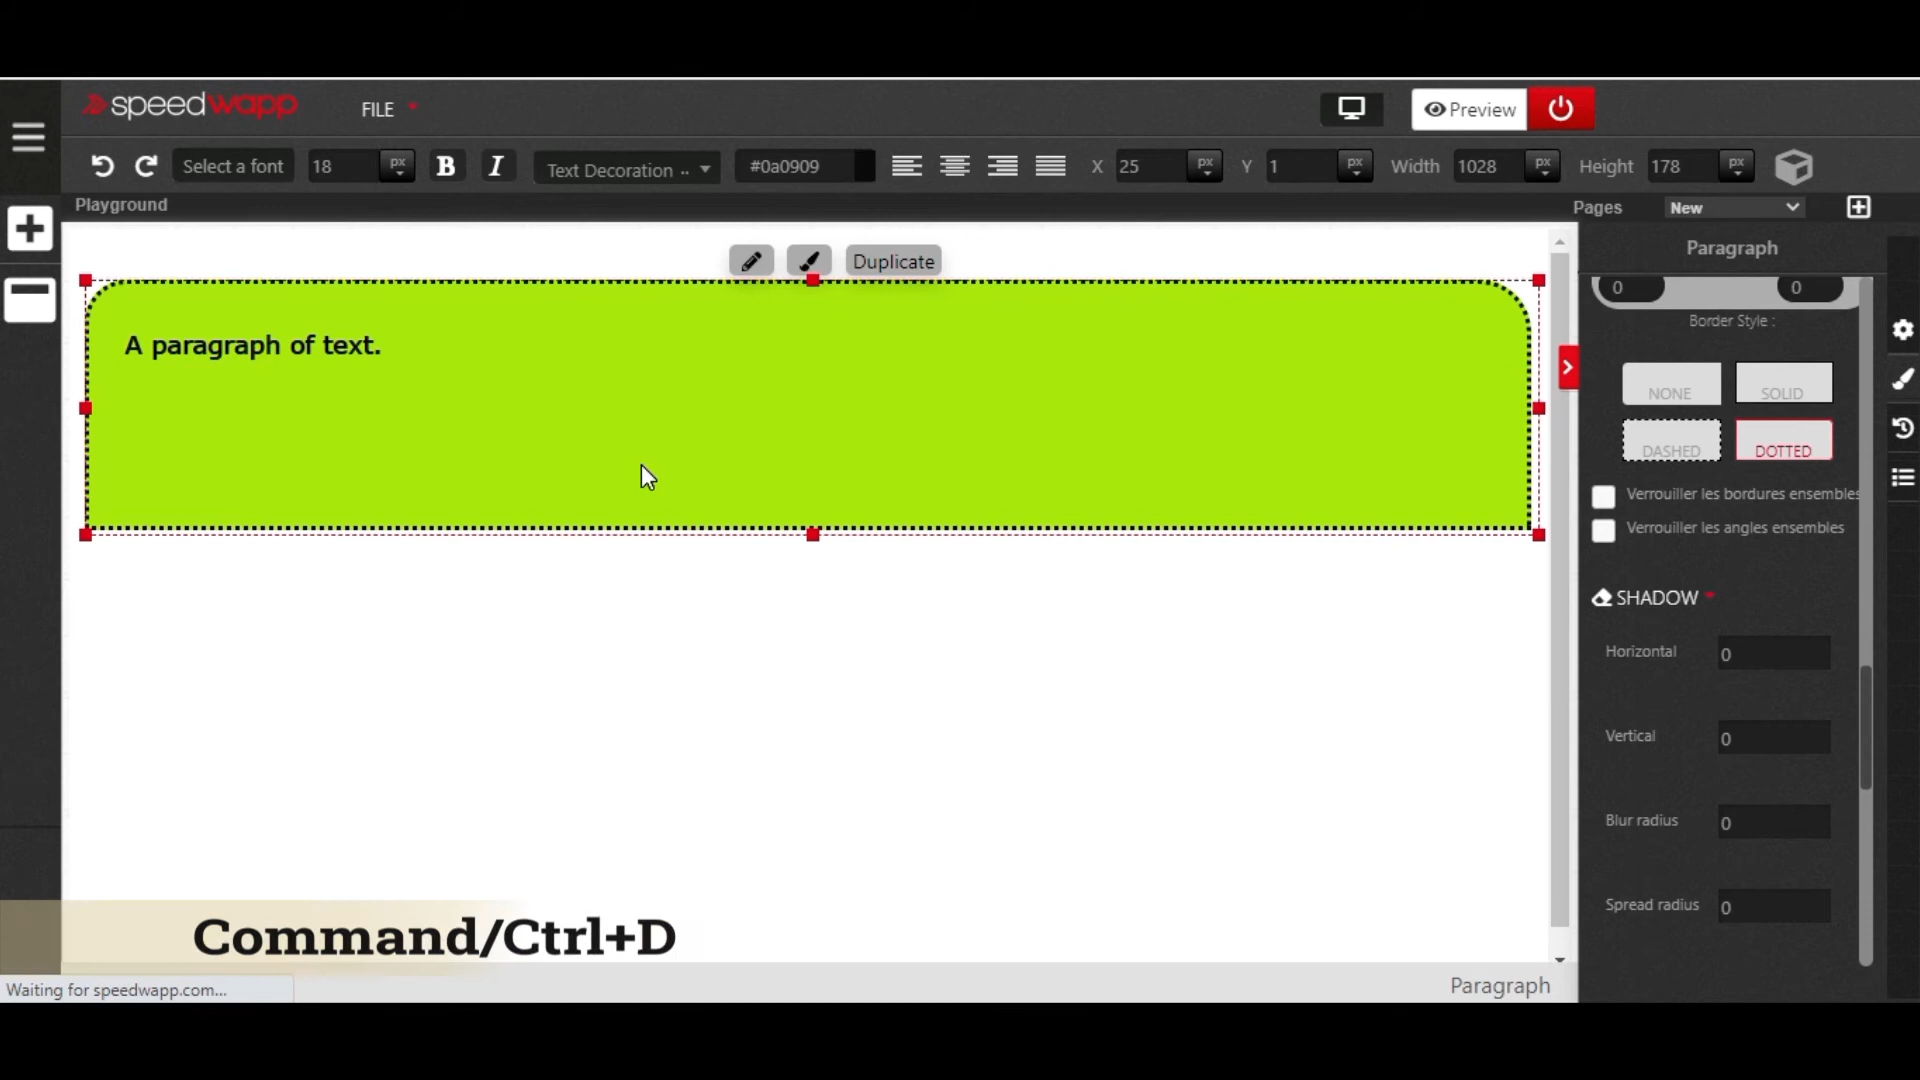 speedwapp FILE Preview
Select a font 18 px B I Text Decoration .. #0a0909 X 25 px Y 1 px Width 1028 px Height 178 px
Playground Pages New
Paragraph
Duplicate
0 0
Border Style :
A paragraph of text.
NONE SOLID
DASHED DOTTED
Verrouiller les bordures ensembles
Verrouiller les angles ensembles
SHADOW
Horizontal 0
Vertical 0
Blur radius 0
Spread radius 0
Command/Ctrl+D
Waiting for speedwapp.com...
Paragraph